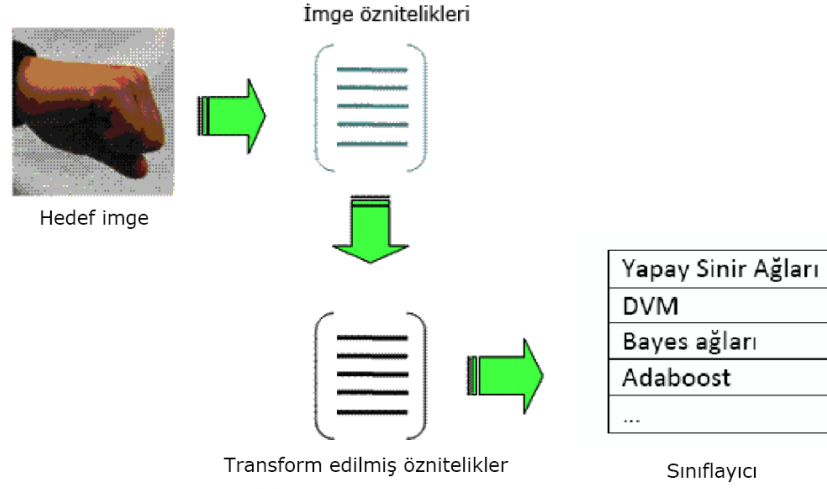 İmge öznitelikleri
Hedef imge
Yapay Sinir Ağları
DVM
Bayes ağları
Adaboost
...
Transform edilmiş öznitelikler
Sınıflayıcı